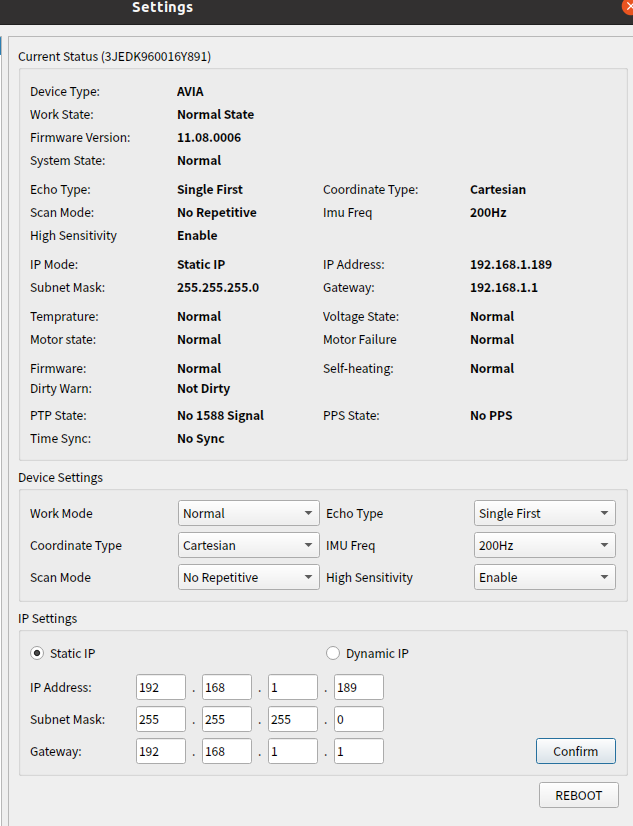 Settings
Current Status (3JEDK960016Y891)
Device Type: AVIA
Work State: Normal State
Firmware Version: 11.08.0006
System State: Normal
Echo Type: Single First Coordinate Type: Cartesian
Scan Mode: No Repetitive Imu Freq 200Hz
High Sensitivity Enable
IP Mode: Static IP IP Address: 192.168.1.189
Subnet Mask: 255.255.255.0 Gateway: 192.168.1.1
Temprature: Normal Voltage State: Normal
Motor state: Normal Motor Failure Normal
Firmware: Normal Self-heating: Normal
Dirty Warn: Not Dirty
PTP State: No 1588 Signal PPS State: No PPS
Time Sync: No Sync
Device Settings
Work Mode Normal Echo Type Single First
Coordinate Type Cartesian IMU Freq 200Hz
Scan Mode No Repetitive High Sensitivity Enable
IP Settings
Static IP Dynamic IP
IP Address: 192 . 168 . 1 . 189
Subnet Mask: 255 . 255 . 255 . 0
Gateway: 192 . 168 . 1 . 1 Confirm
REBOOT